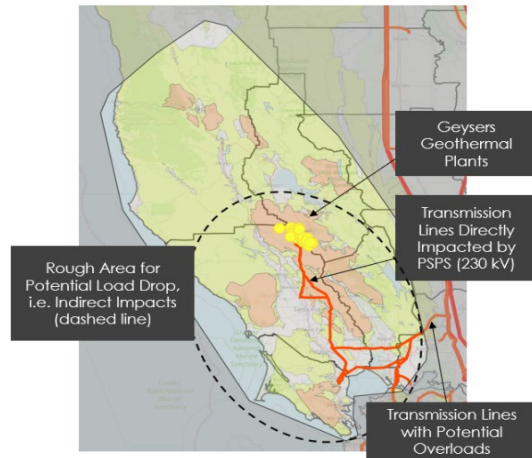 Geysers
Geothermal
Plants
Transmission
Lines Directly
Impacted by
PSPS (230 kV)
Rough Area for
Potential Load Drop,
i.e. Indirect Impacts
(dashed line)
Transmission Lines
with Potential
Overloads